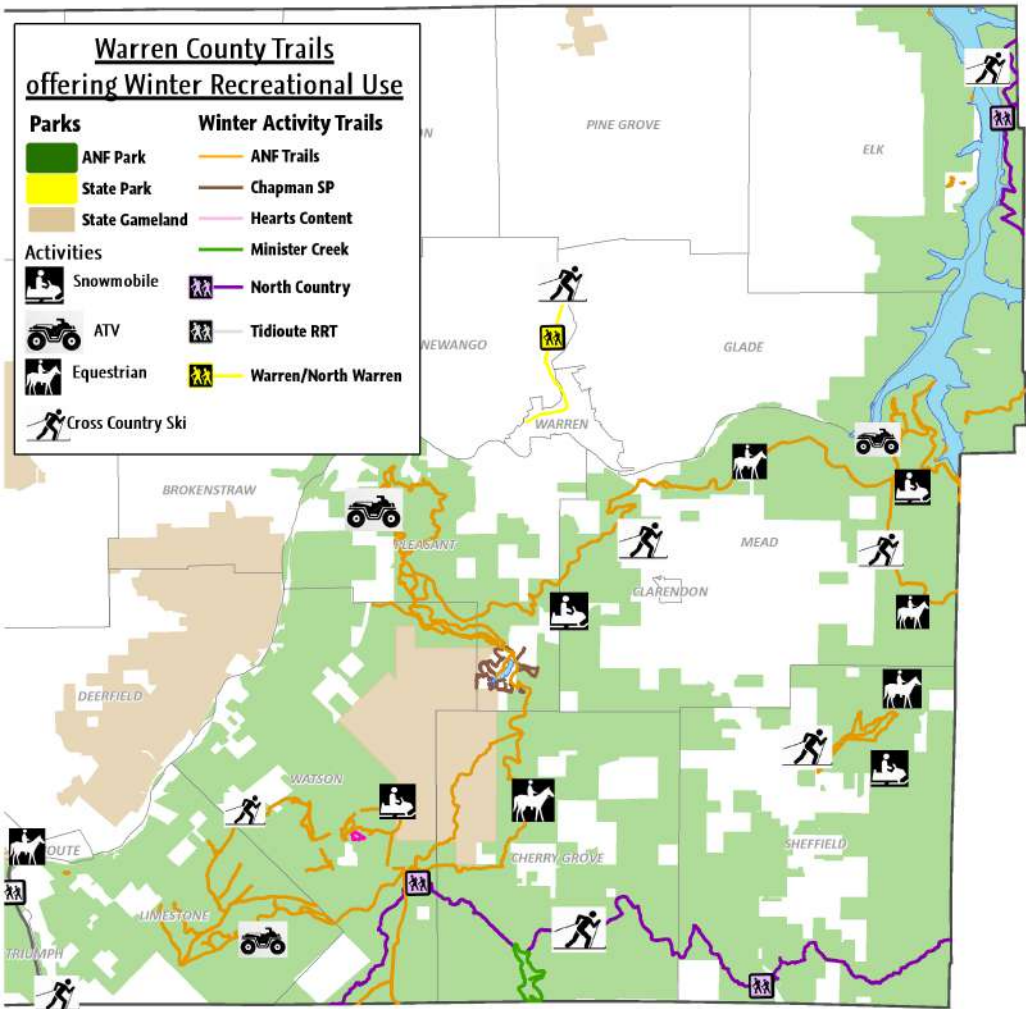 Warren County Trails
offering Winter Recreational Use
Parks
ANF Park
State Park
State Gameland
Activities
Snowmobile
ATV
Equestrian
Cross Country Ski
Winter Activity Trails
ANF Trails
Chapman SP
Hearts Content
Minister Creek
North Country
Tidioute RRT
Warren/North Warren
ON
PINE GROVE
ELK
NEWANGO
GLADE
WARREN
BROKENSTRAW
PLEASANT
MEAD
CLARENDON
DEERFIELD
WATSON
OUTE
CHERRY GROVE
SHEFFIELD
LIMESTONE
TRIUMPH